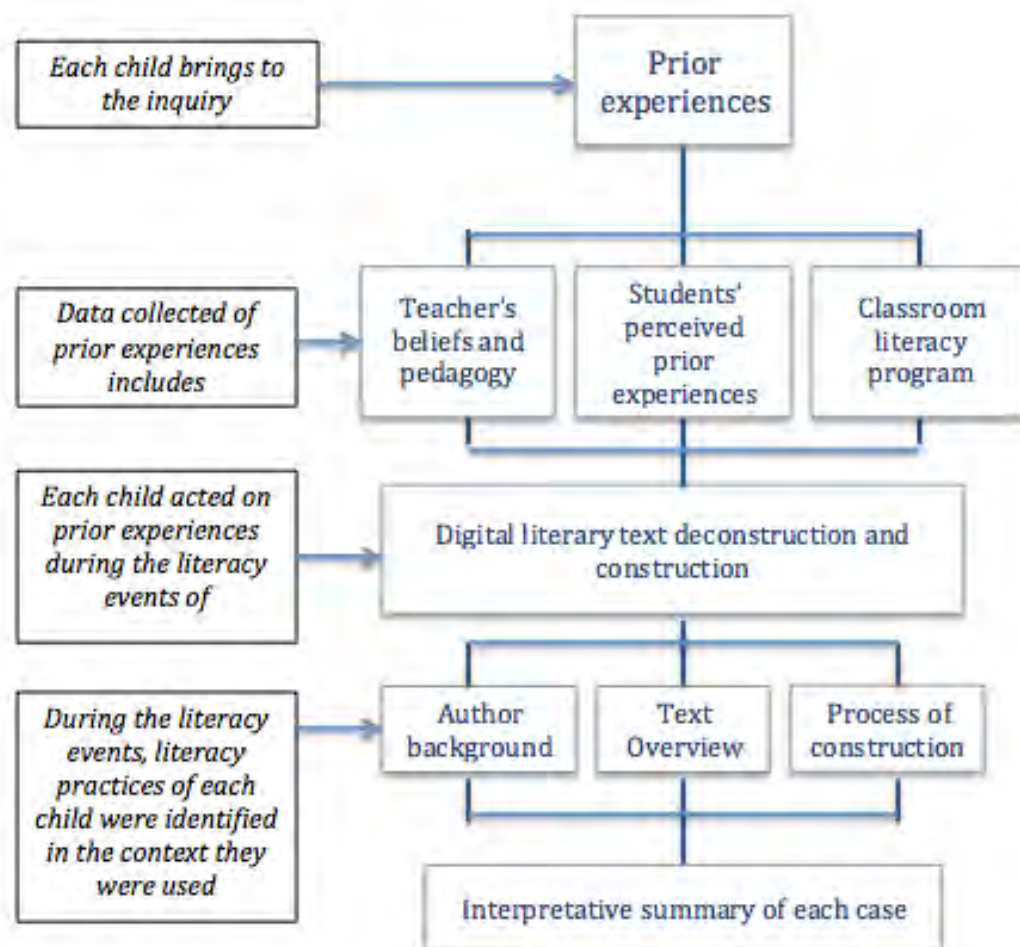 Each child brings to
the inquiry
Prior
experiences
Data collected of
prior experiences
includes
Teacher's
beliefs and
pedagogy
Students'
perceived
prior
experiences
Classroom
literacy
program
Each child acted on
prior experiences
during the literacy
events of
Digital literary text deconstruction and
construction
During the literacy
events, literacy
practices of each
child were identified
in the context they
were used
Author
background
Text
Overview
Process of
construction
Interpretative summary of each case